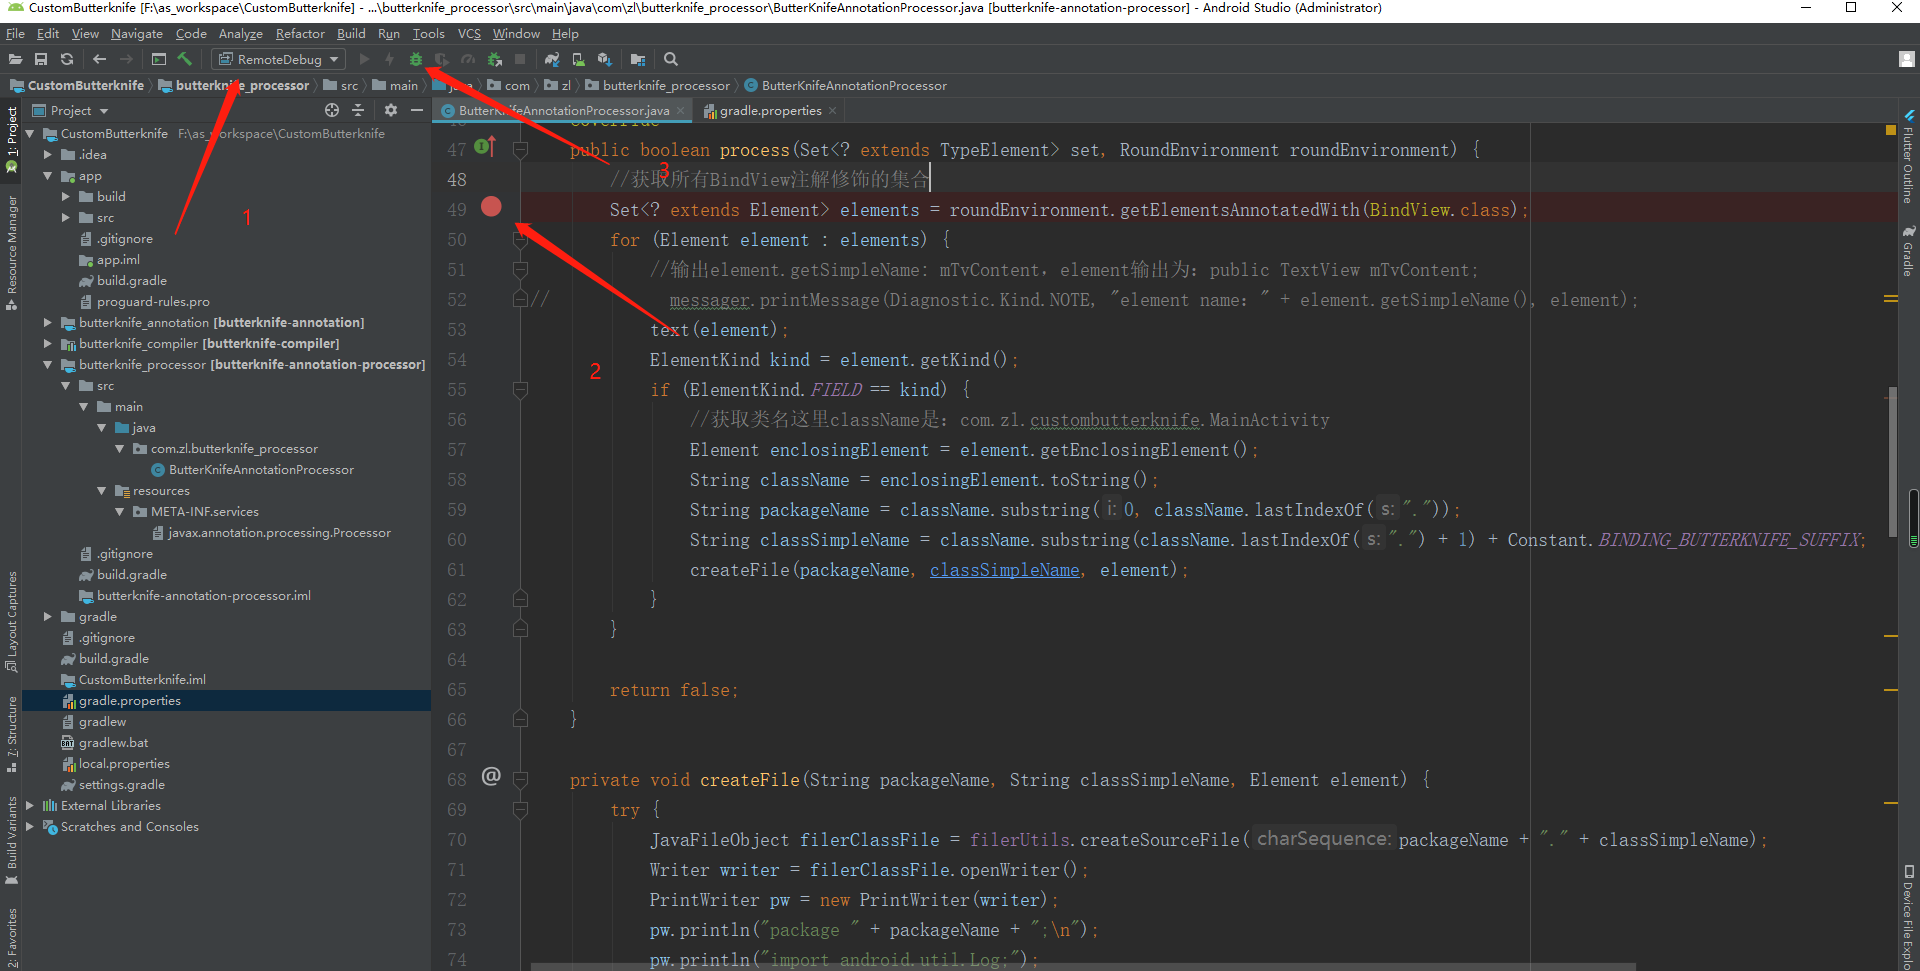 CustomButterknife [F:\as_workspace\CustomButterknife] - ...\butterknife_processor\src\main\java\com\zl\butterknife_processor\ButterKnifeAnnotationProcessor.java [butterknife-annotation-processor] - Android Studio (Administrator)
File Edit View Navigate Code Analyze Refactor Build Run Tools VCS Window Help
RemoteDebug
CustomButterknife butterknife_processor src main java com zl butterknife_processor ButterKnifeAnnotationProcessor
Project
ButterKnifeAnnotationProcessor.java gradle.properties
1: Project
Resource Manager
Layout Captures
7: Structure
Build Variants
2: Favorites
CustomButterknife F:\as_workspace\CustomButterknife
.idea
app
build
src
.gitignore
app.iml
build.gradle
proguard-rules.pro
butterknife_annotation [butterknife-annotation]
butterknife_compiler [butterknife-compiler]
butterknife_processor [butterknife-annotation-processor]
src
main
java
com.zl.butterknife_processor
ButterKnifeAnnotationProcessor
resources
META-INF.services
javax.annotation.processing.Processor
.gitignore
build.gradle
butterknife-annotation-processor.iml
gradle
.gitignore
build.gradle
CustomButterknife.iml
gradle.properties
gradlew
gradlew.bat
local.properties
settings.gradle
External Libraries
Scratches and Consoles
1
2
3
47 public boolean process(Set<? extends TypeElement> set, RoundEnvironment roundEnvironment) {
48 //获取所有BindView注解修饰的集合
49 Set<? extends Element> elements = roundEnvironment.getElementsAnnotatedWith(BindView.class);
50 for (Element element : elements) {
51 //输出element.getSimpleName: mTvContent, element输出为: public TextView mTvContent;
52 // messager.printMessage(Diagnostic.Kind.NOTE, "element name: " + element.getSimpleName(), element);
53 text(element);
54 ElementKind kind = element.getKind();
55 if (ElementKind.FIELD == kind) {
56 //获取类名这里className是: com.zl.custombutterknife.MainActivity
57 Element enclosingElement = element.getEnclosingElement();
58 String className = enclosingElement.toString();
59 String packageName = className.substring(i: 0, className.lastIndexOf(s: "."));
60 String classSimpleName = className.substring(className.lastIndexOf(s: ".") + 1) + Constant.BINDING_BUTTERKNIFE_SUFFIX;
61 createFile(packageName, classSimpleName, element);
62 }
63 }
64
65 return false;
66 }
67
68 @ private void createFile(String packageName, String classSimpleName, Element element) {
69 try {
70 JavaFileObject filerClassFile = filerUtils.createSourceFile(charSequence: packageName + "." + classSimpleName);
71 Writer writer = filerClassFile.openWriter();
72 PrintWriter pw = new PrintWriter(writer);
73 pw.println("package " + packageName + ";\n");
74 pw.println("import android.util.Log;");
Flutter Outline
Gradle
Device File Explo